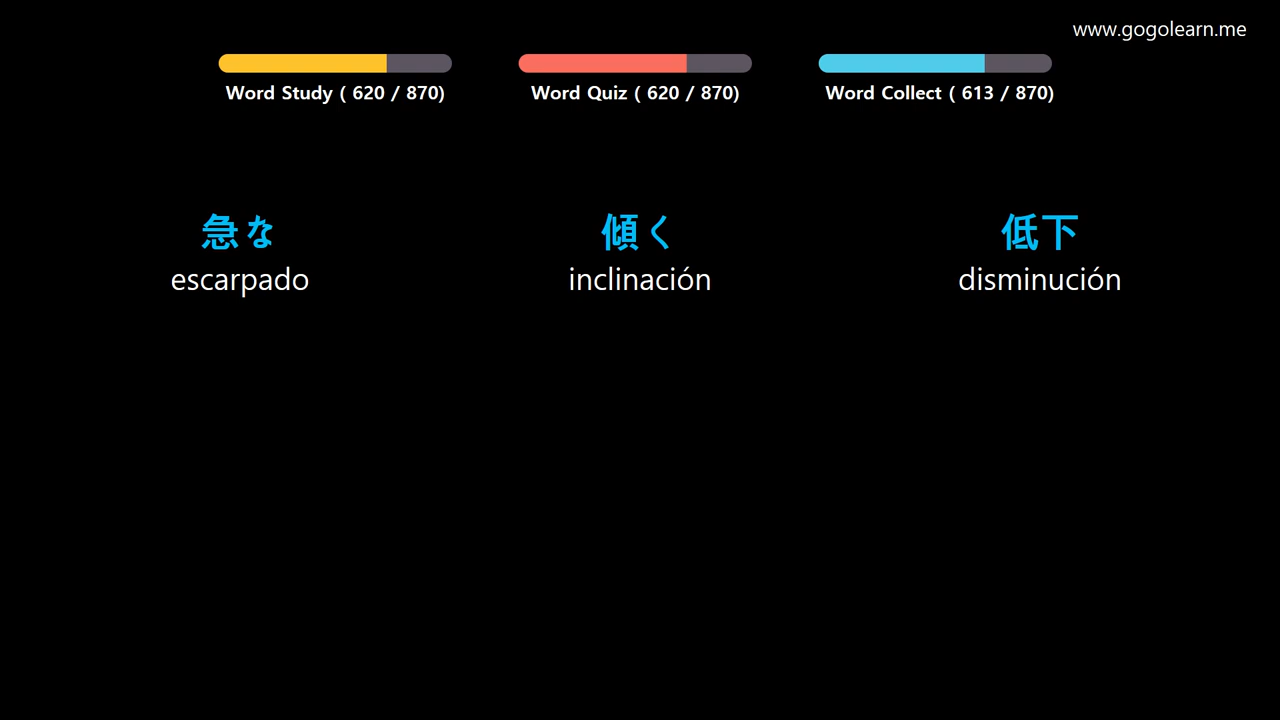 www.gogolearn.me
Word Study ( 620 / 870)
Word Quiz ( 620 / 870)
Word Collect ( 613 / 870)
急な
escarpado
傾く
inclinación
低下
disminución